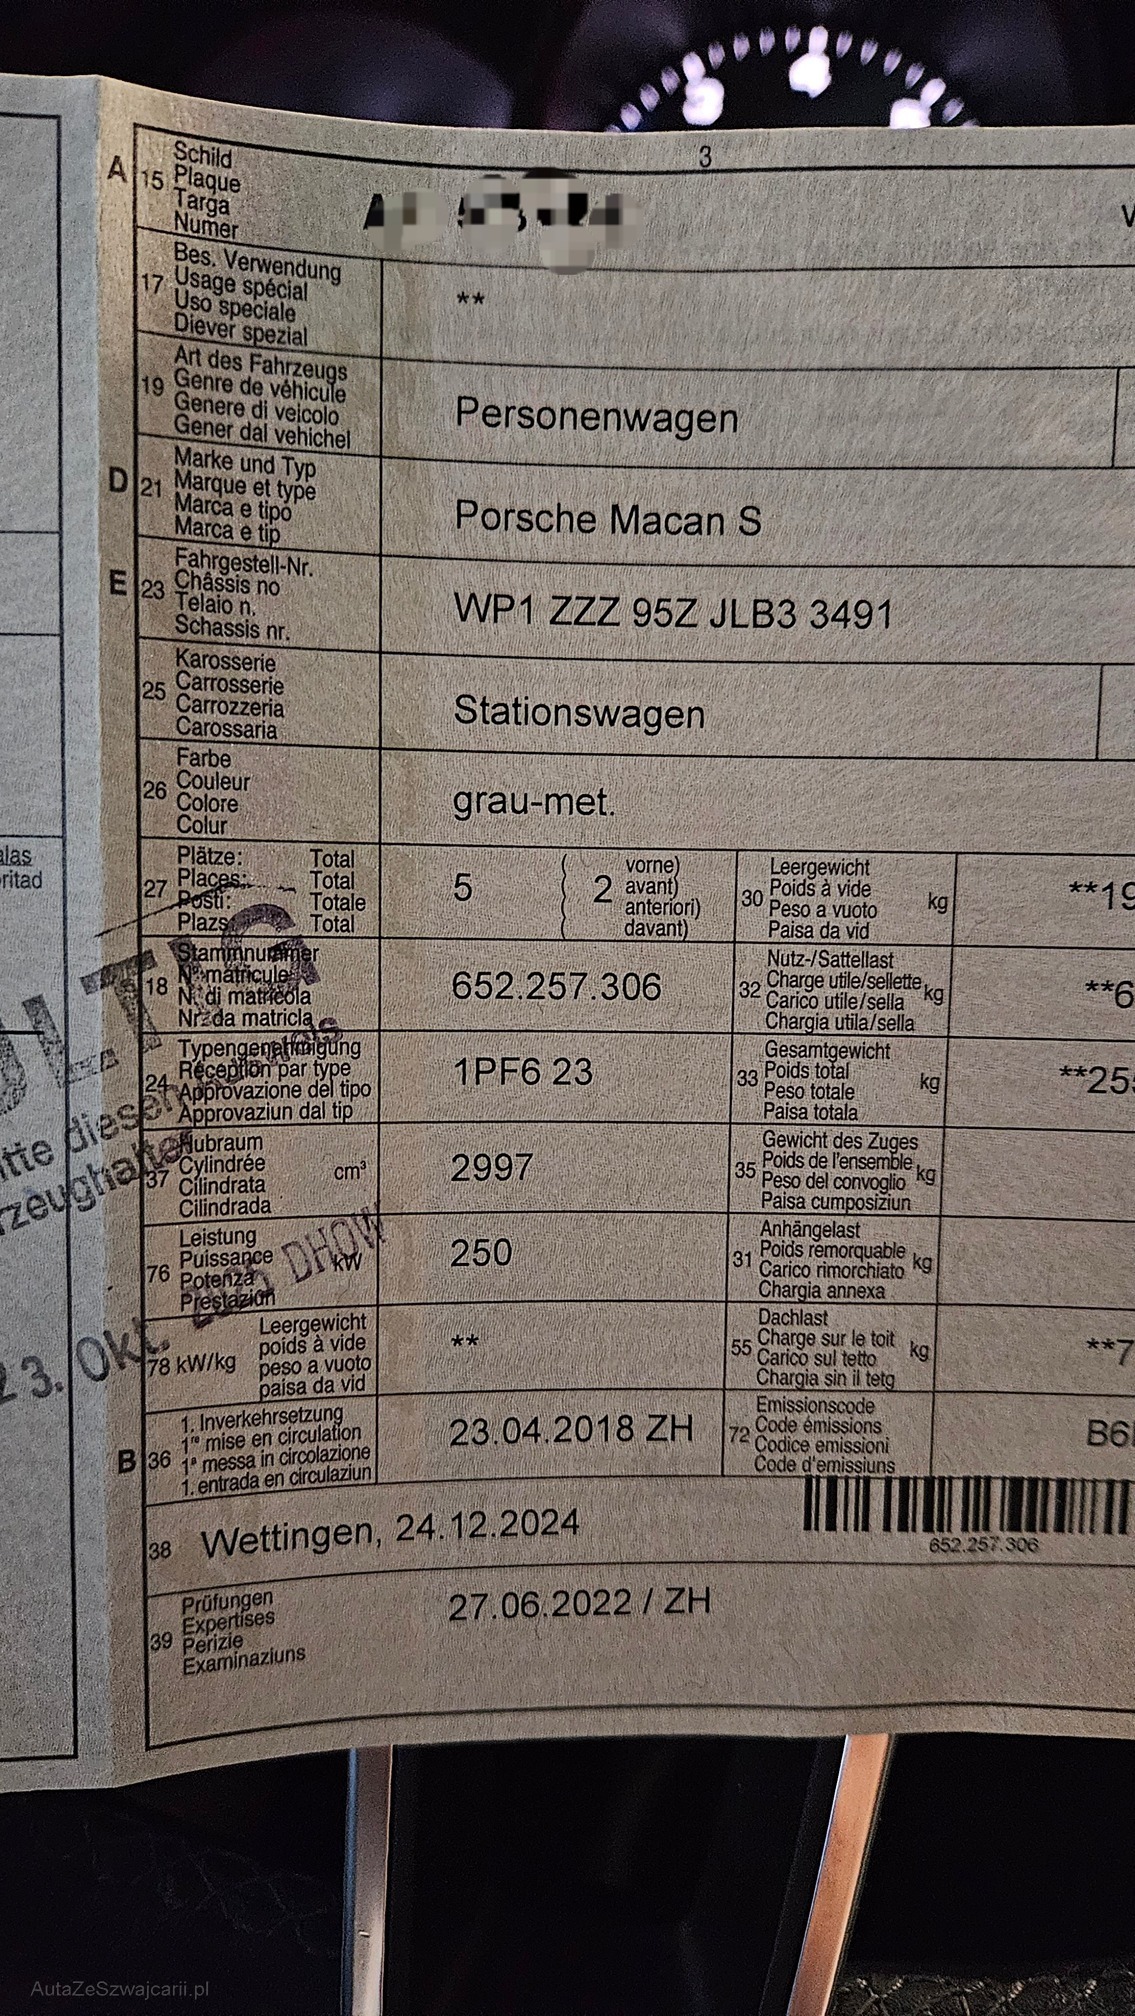 3
A 15 Schild
Plaque
Targa
Numer
17 Bes. Verwendung
Usage spécial
Uso speciale
Diever spezial
**
19 Art des Fahrzeugs
Genre de véhicule
Genere di veicolo
Gener dal vehichel
Personenwagen
D 21 Marke und Typ
Marque et type
Marca e tipo
Marca e tip
Porsche Macan S
E 23 Fahrgestell-Nr.
Châssis no
Telaio n.
Schassis nr.
WP1 ZZZ 95Z JLB3 3491
25 Karosserie
Carrosserie
Carrozzeria
Carossaria
Stationswagen
26 Farbe
Couleur
Colore
Colur
grau-met.
27 Plätze: Total
Places: Total
Posti: Totale
Plazs Total
5 ( 2 vorne)
avant)
anteriori)
davant)
30 Leergewicht
Poids à vide
Peso a vuoto
Paisa da vid
kg
**19
18 Stammnummer
N° matricule
N. di matricola
Nr. da matricla
652.257.306
32 Nutz-/Sattellast
Charge utile/sellette
Carico utile/sella
Chargia utila/sella
kg
**6
24 Typengenehmigung
Réception par type
Approvazione del tipo
Approvaziun dal tip
1PF6 23
33 Gesamtgewicht
Poids total
Peso totale
Paisa totala
kg
**25
37 Hubraum
Cylindrée
Cilindrata
Cilindrada
cm³
2997
35 Gewicht des Zuges
Poids de l'ensemble
Peso del convoglio
Paisa cumposiziun
kg
76 Leistung
Puissance
Potenza
Prestaziun
kW
250
31 Anhängelast
Poids remorquable
Carico rimorchiato
Chargia annexa
kg
78 kW/kg Leergewicht
poids à vide
peso a vuoto
paisa da vid
**
55 Dachlast
Charge sur le toit
Carico sul tetto
Chargia sin il tetg
kg
**7
B 36 1. Inverkehrsetzung
1re mise en circulation
1a messa in circolazione
1. entrada en circulaziun
23.04.2018 ZH
72 Emissionscode
Code émissions
Codice emissioni
Code d'emissiuns
B6
38 Wettingen, 24.12.2024
652.257.306
39 Prüfungen
Expertises
Perizie
Examinaziuns
27.06.2022 / ZH
23. Okt. 2025 DHOW
AutaZeSzwajcarii.pl